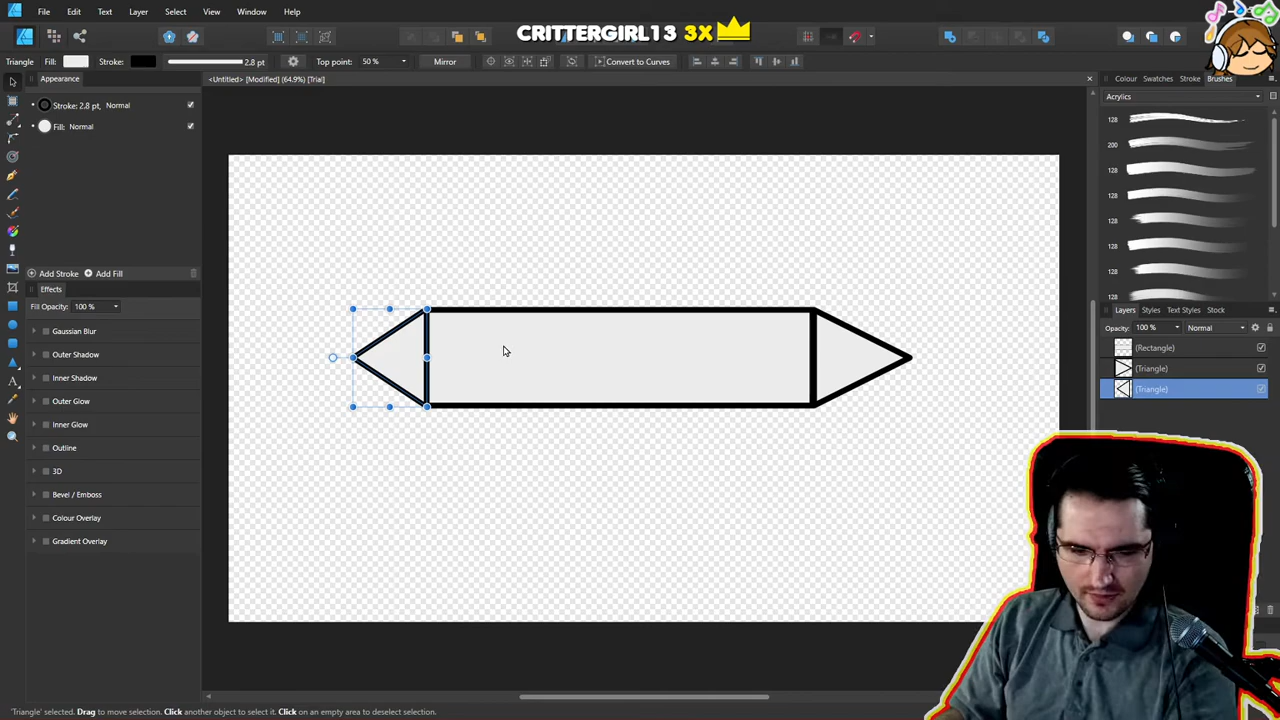 File Edit Text Layer Select View Window Help
CRITTERGIRL13 3X
Triangle Fill: Stroke: 2.8 pt Top point: 50 % Mirror Convert to Curves
Appearance
<Untitled> [Modified] (64.9%) [Trial]
Colour Swatches Stroke Brushes
Acrylics
Stroke: 2.8 pt, Normal
Fill: Normal
128
200
128
128
128
128
128
128
Add Stroke Add Fill
Effects
Fill Opacity: 100 %
Gaussian Blur
Outer Shadow
Inner Shadow
Outer Glow
Inner Glow
Outline
3D
Bevel / Emboss
Colour Overlay
Gradient Overlay
Layers Styles Text Styles Stock
Opacity: 100 % Normal
(Rectangle)
(Triangle)
(Triangle)
'Triangle' selected. Drag to move selection. Click another object to select it. Click on an empty area to deselect selection.